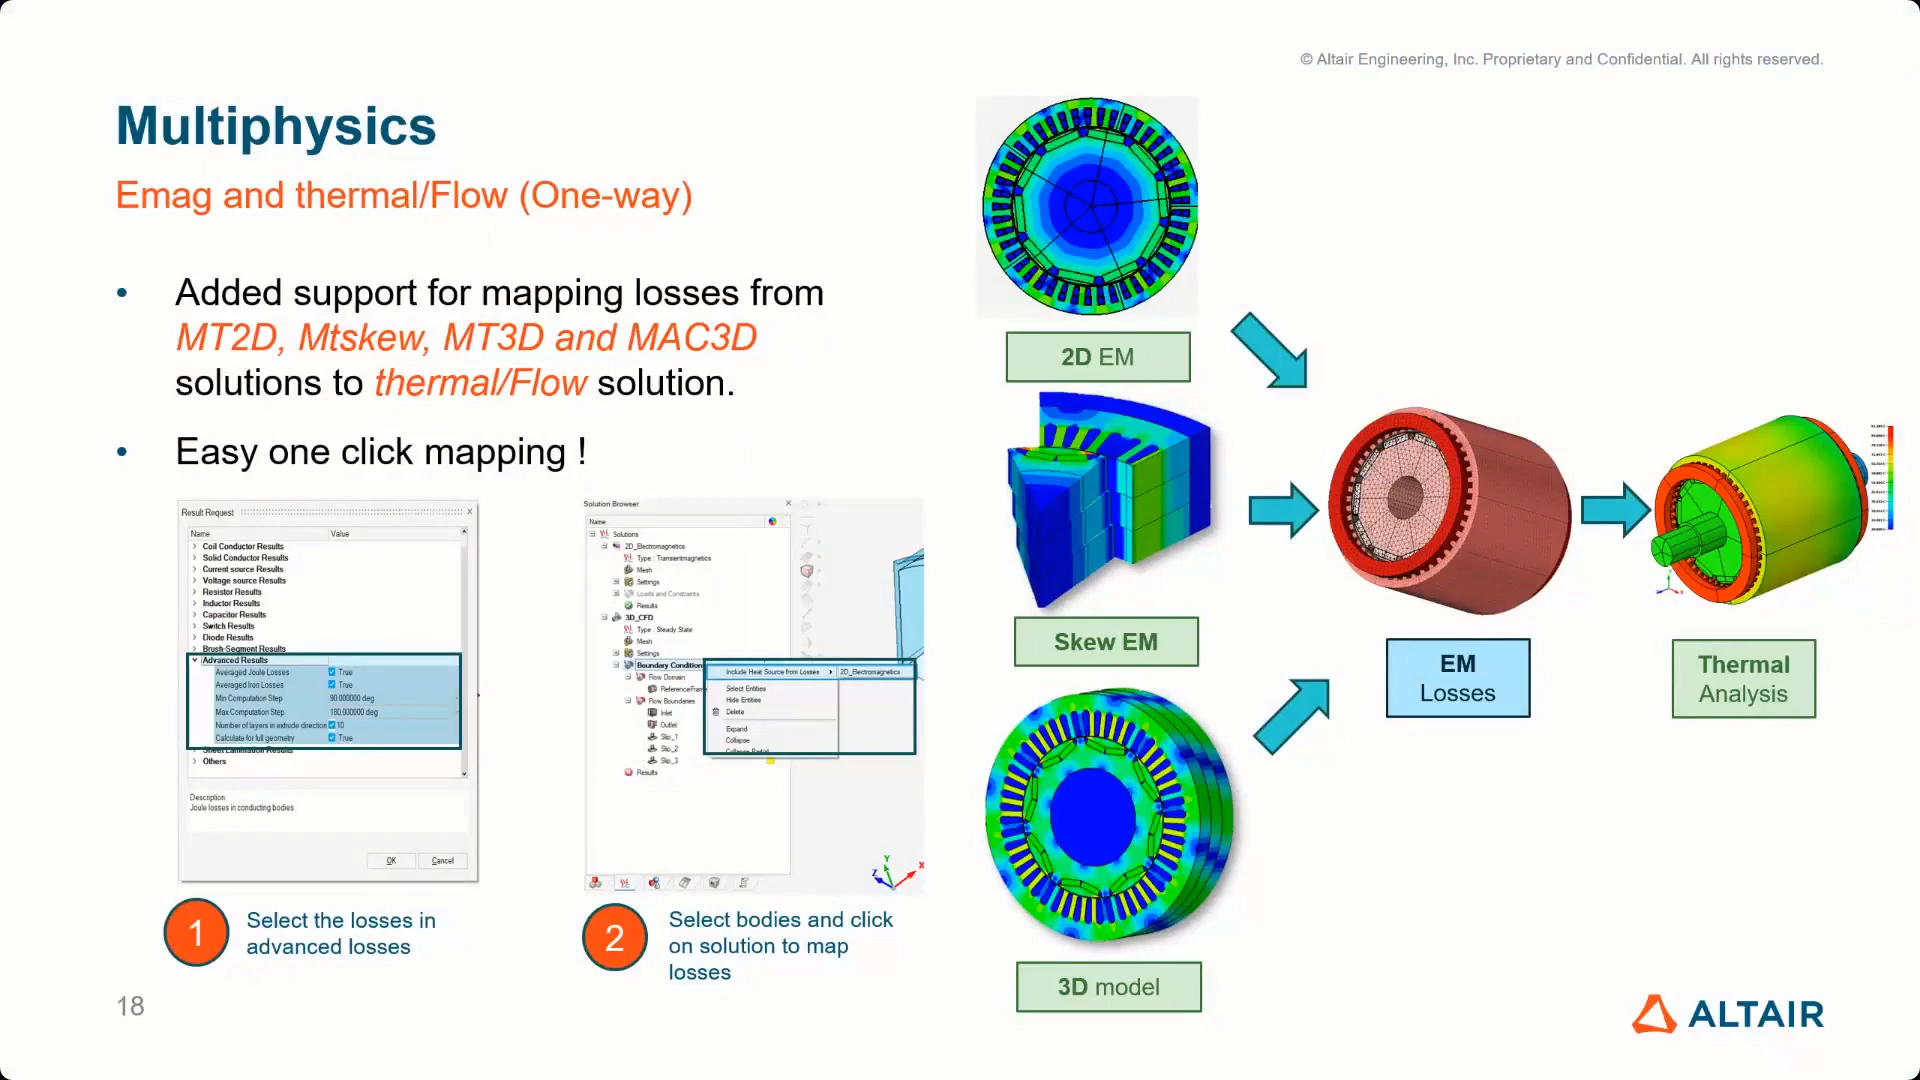 © Altair Engineering, Inc. Proprietary and Confidential. All rights reserved.
Multiphysics
Emag and thermal/Flow (One-way)
• Added support for mapping losses from
MT2D, Mtskew, MT3D and MAC3D
solutions to thermal/Flow solution.
• Easy one click mapping !
Result Request
Name Value
Coil Conductor Results
Solid Conductor Results
Current source Results
Voltage source Results
Resistor Results
Inductor Results
Capacitor Results
Switch Results
Diode Results
Brush-Segment Results
Advanced Results
Averaged Joule Losses True
Averaged Iron Losses True
Min Computation Step 90.000000 deg
Max Computation Step 180.000000 deg
Number of layers in extrude direction 10
Calculate for full geometry True
Sheet Lamination Results
Others
Description:
Joule losses in conducting bodies
OK Cancel
Solution Browser
Name
Solutions
2D_Electromagnetics
Type : Transientmagnetics
Mesh
Settings
Loads and Constraints
Results
3D_CFD
Type : Steady State
Mesh
Settings
Boundary Condition
Flow Domain
ReferenceFram
Flow Boundaries
Inlet
Outlet
Slip_1
Slip_2
Slip_3
Results
Include Heat Source from Losses 2D_Electromagnetics
Select Entities
Hide Entities
Delete
Expand
Collapse
Collapse Partial
Y
Z X
1
Select the losses in
advanced losses
2
Select bodies and click
on solution to map
losses
2D EM
Skew EM
3D model
EM
Losses
Thermal
Analysis
18
ALTAIR